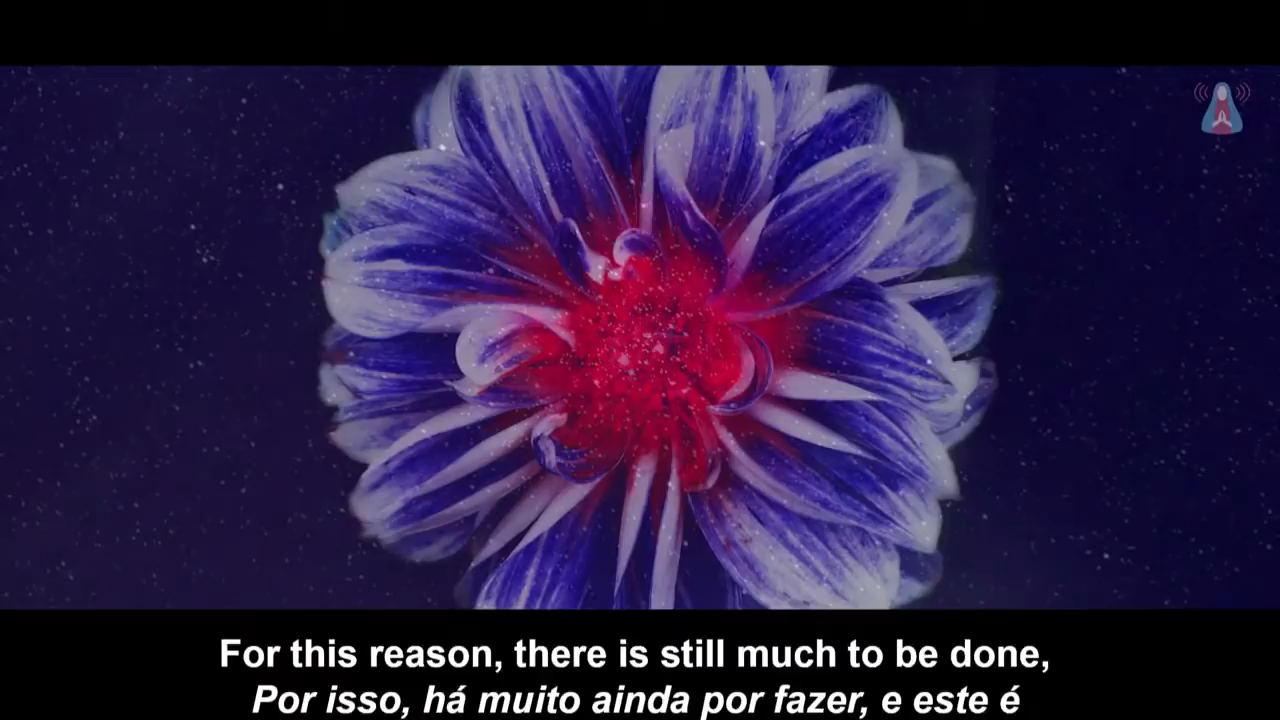 For this reason, there is still much to be done,
Por isso, há muito ainda por fazer, e este é